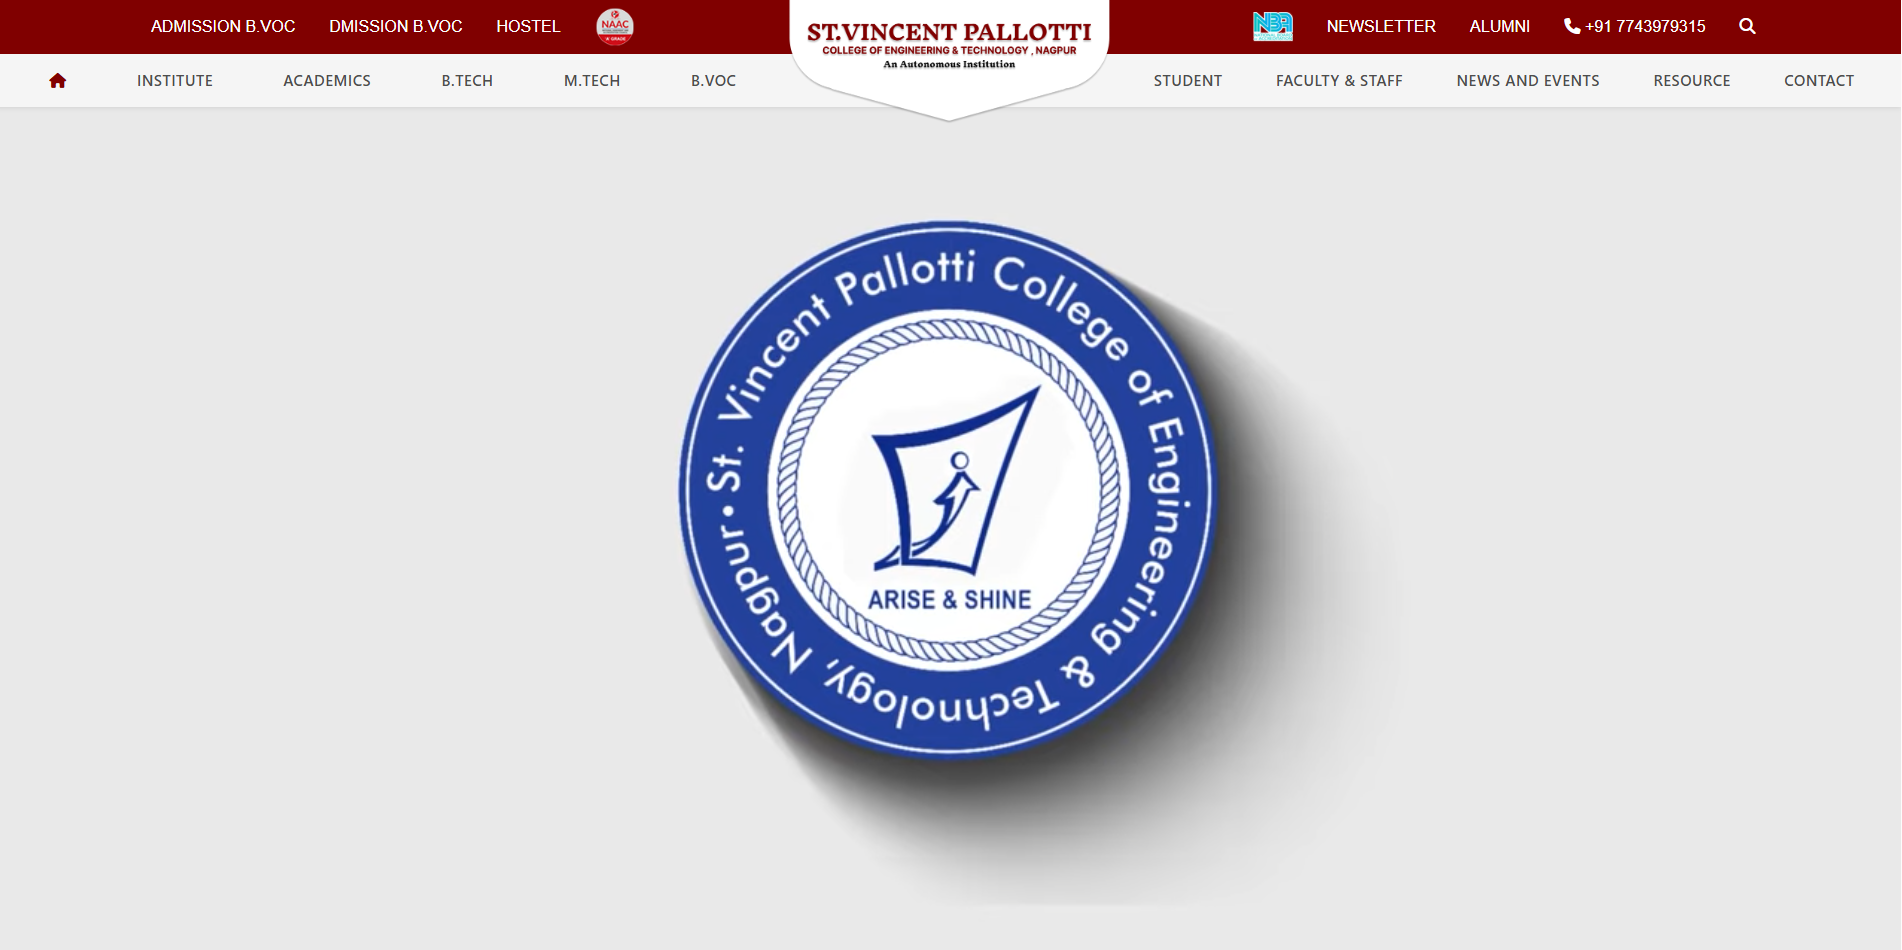 ADMISSION B.VOC DMISSION B.VOC HOSTEL
NAAC
ST.VINCENT PALLOTTI
COLLEGE OF ENGINEERING & TECHNOLOGY , NAGPUR
An Autonomous Institution
NBA
NEWSLETTER ALUMNI +91 7743979315
INSTITUTE ACADEMICS B.TECH M.TECH B.VOC
STUDENT FACULTY & STAFF NEWS AND EVENTS RESOURCE CONTACT
St. Vincent Pallotti College of Engineering & Technology, Nagpur •
ARISE & SHINE